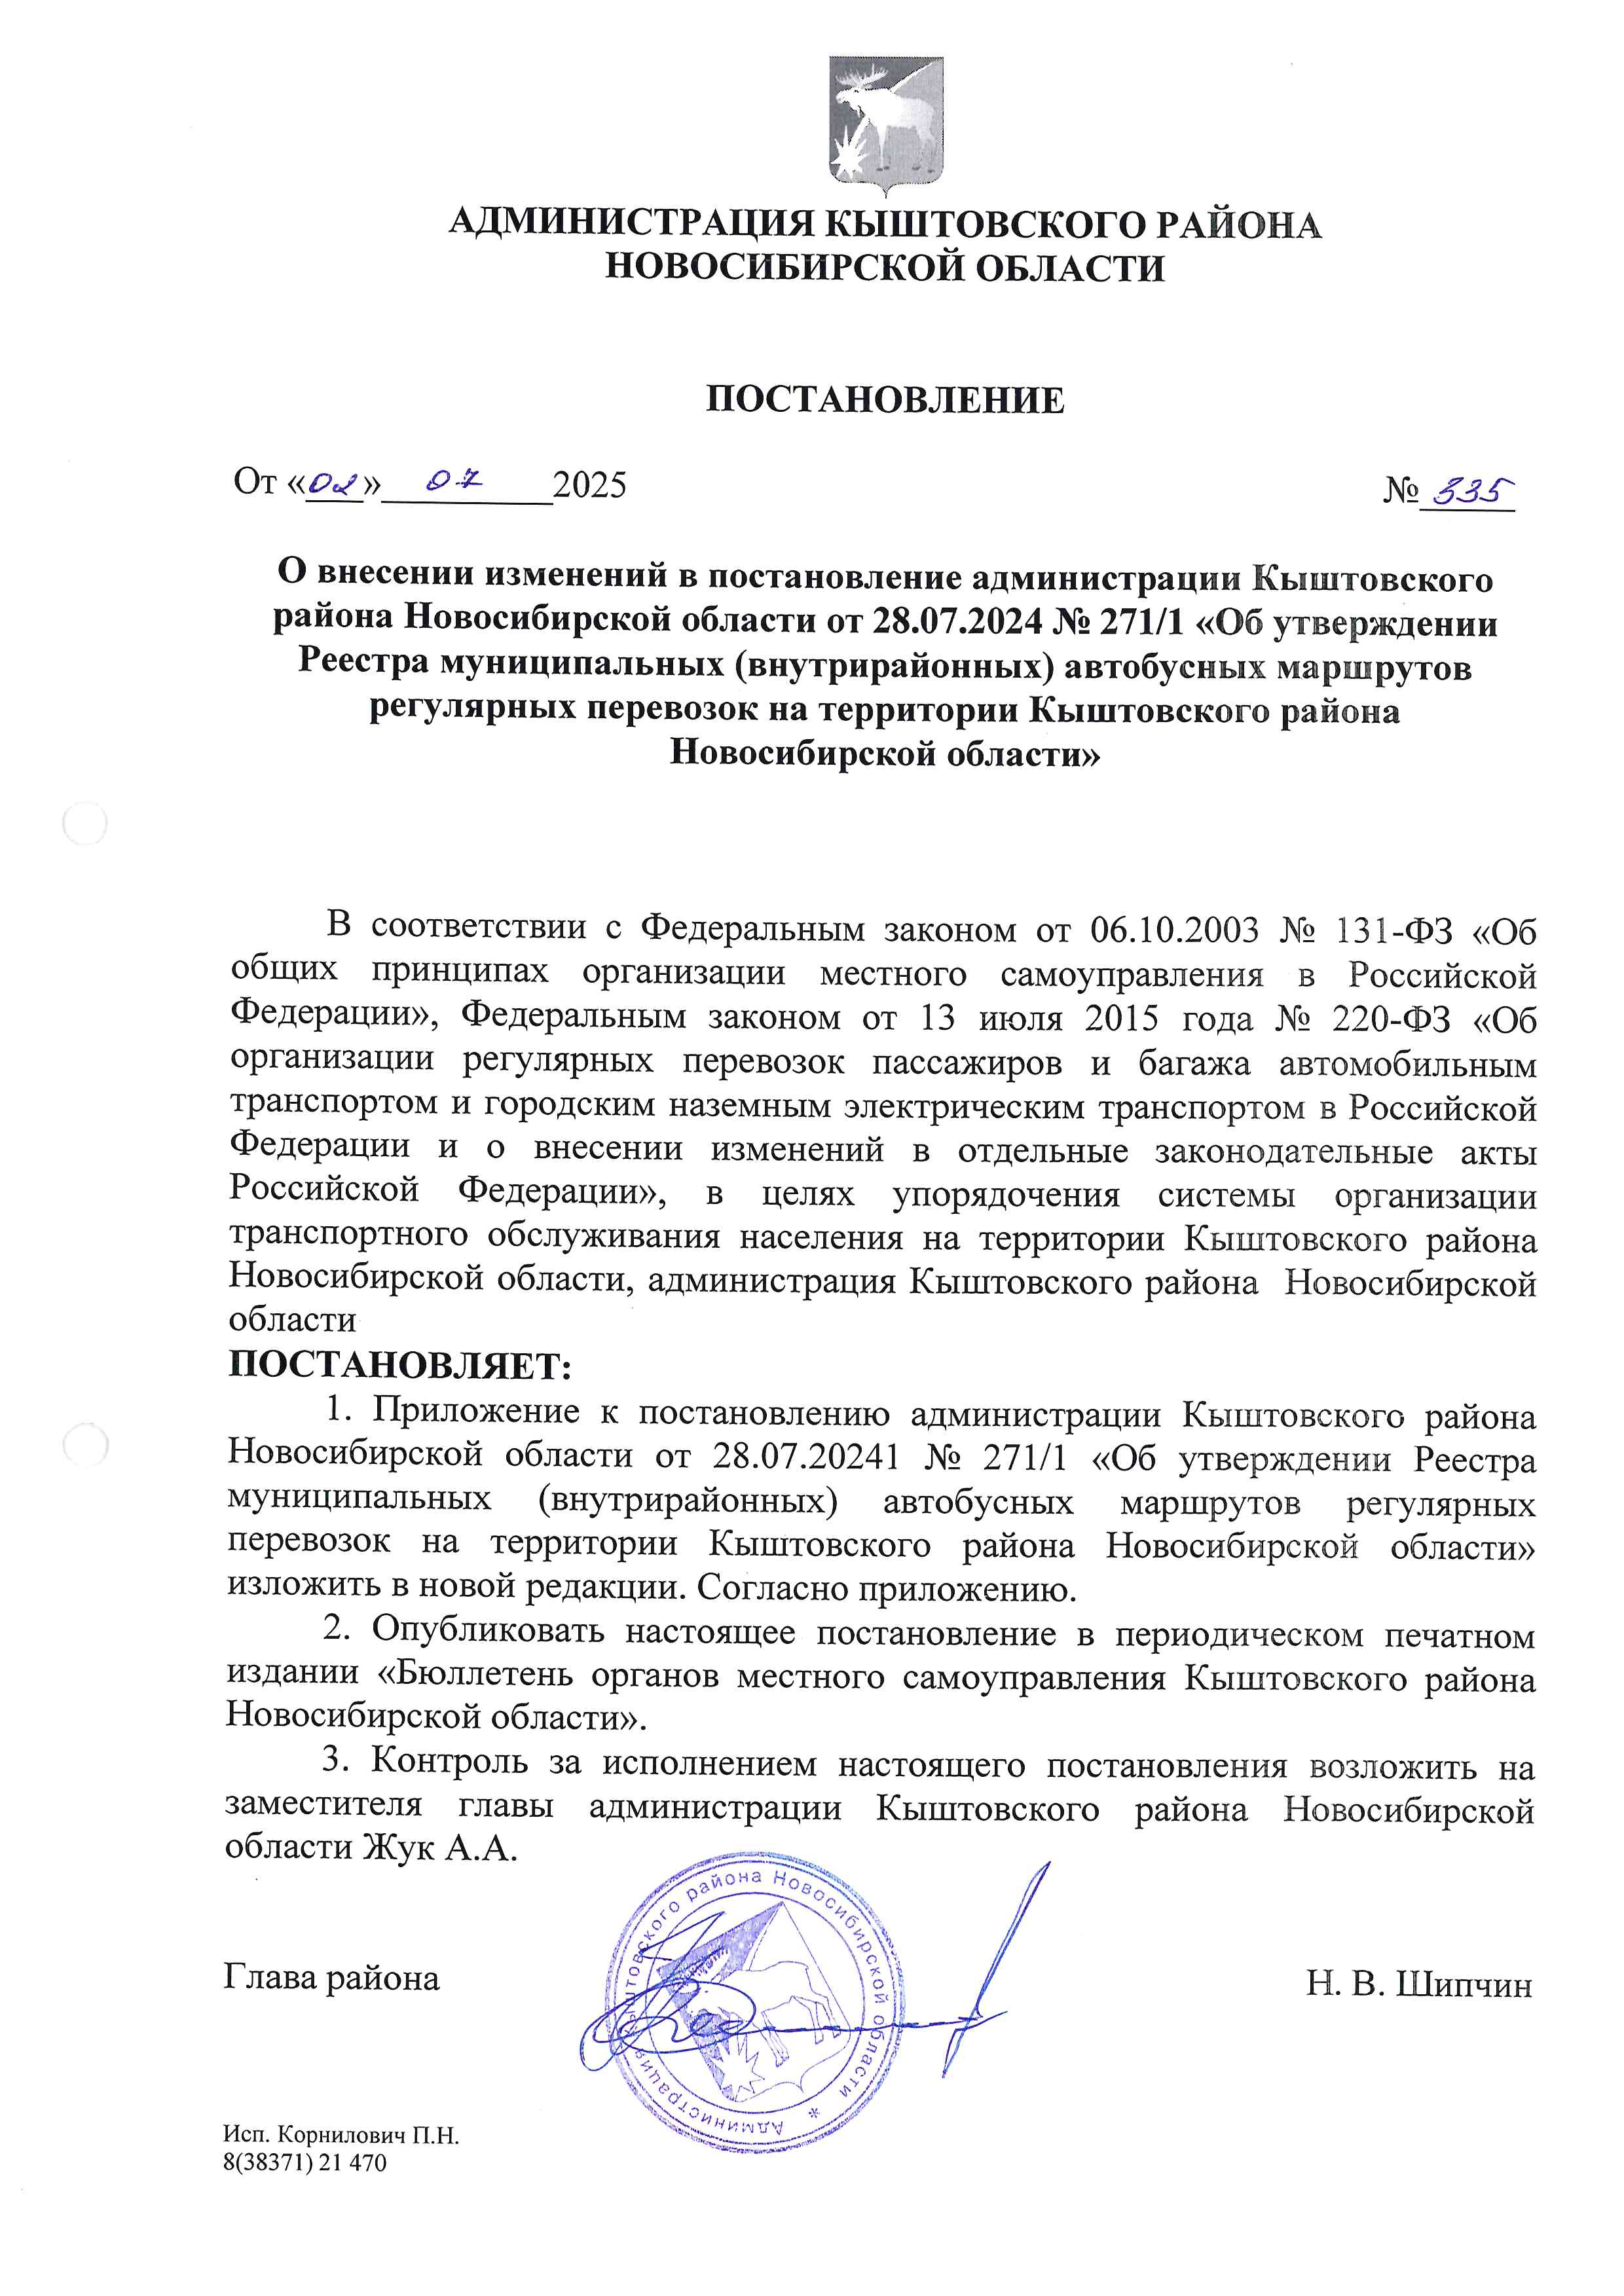 АДМИНИСТРАЦИЯ КЫШТОВСКОГО РАЙОНА
НОВОСИБИРСКОЙ ОБЛАСТИ
ПОСТАНОВЛЕНИЕ
От «02» 07 2025 № 335
О внесении изменений в постановление администрации Кыштовского
района Новосибирской области от 28.07.2024 № 271/1 «Об утверждении
Реестра муниципальных (внутрирайонных) автобусных маршрутов
регулярных перевозок на территории Кыштовского района
Новосибирской области»
В соответствии с Федеральным законом от 06.10.2003 № 131-ФЗ «Об
общих принципах организации местного самоуправления в Российской
Федерации», Федеральным законом от 13 июля 2015 года № 220-ФЗ «Об
организации регулярных перевозок пассажиров и багажа автомобильным
транспортом и городским наземным электрическим транспортом в Российской
Федерации и о внесении изменений в отдельные законодательные акты
Российской Федерации», в целях упорядочения системы организации
транспортного обслуживания населения на территории Кыштовского района
Новосибирской области, администрация Кыштовского района Новосибирской
области
ПОСТАНОВЛЯЕТ:
1. Приложение к постановлению администрации Кыштовского района
Новосибирской области от 28.07.20241 № 271/1 «Об утверждении Реестра
муниципальных (внутрирайонных) автобусных маршрутов регулярных
перевозок на территории Кыштовского района Новосибирской области»
изложить в новой редакции. Согласно приложению.
2. Опубликовать настоящее постановление в периодическом печатном
издании «Бюллетень органов местного самоуправления Кыштовского района
Новосибирской области».
3. Контроль за исполнением настоящего постановления возложить на
заместителя главы администрации Кыштовского района Новосибирской
области Жук А.А.
Администрация Кыштовского района Новосибирской области *
Глава района Н. В. Шипчин
Исп. Корнилович П.Н.
8(38371) 21 470